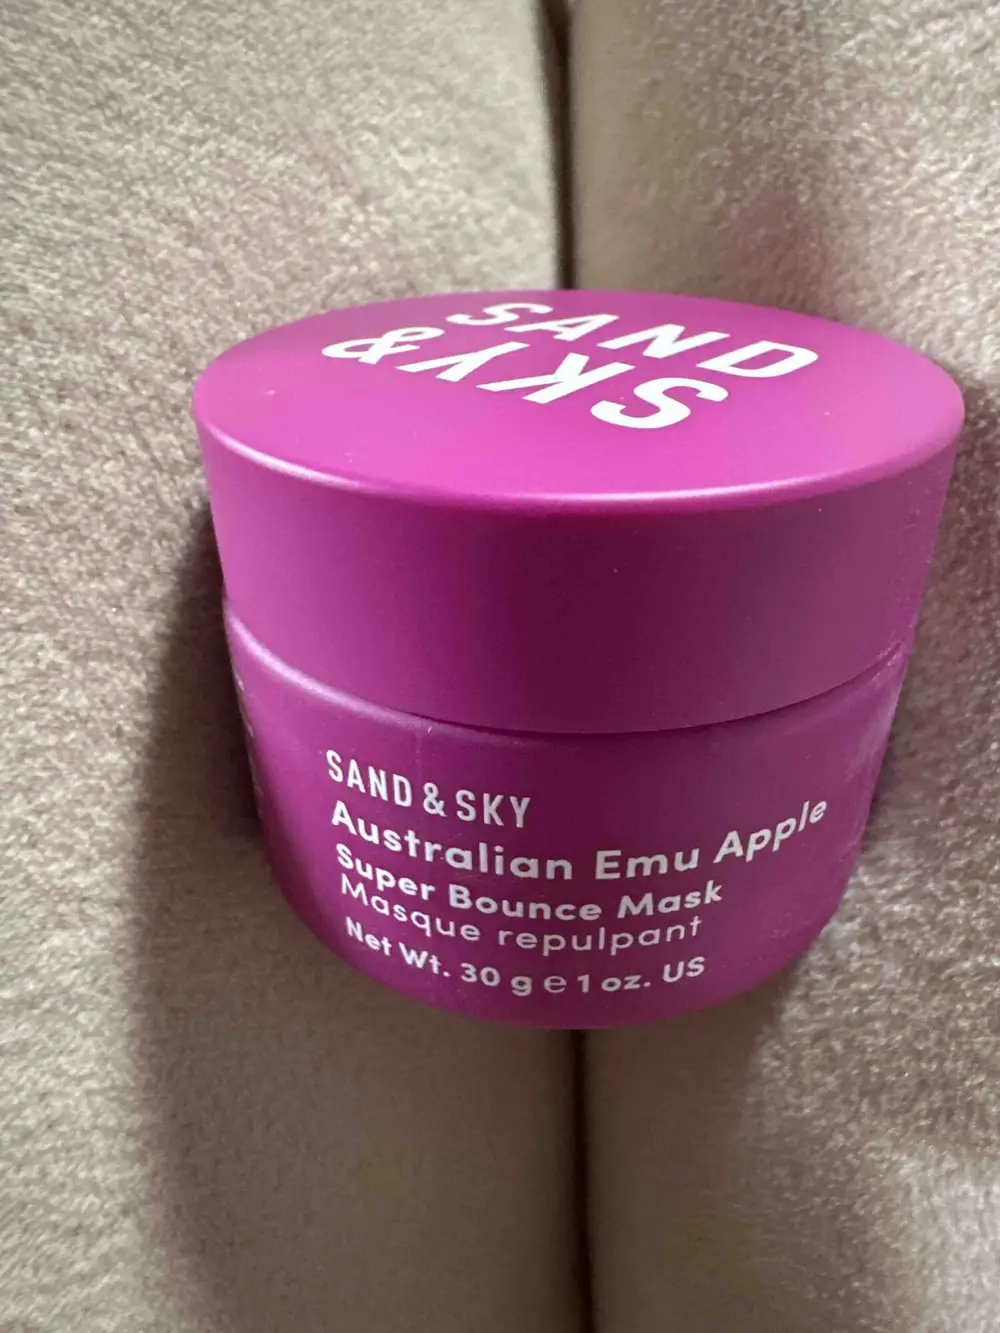 SAND
& SKY
SAND & SKY
Australian Emu Apple
Super Bounce Mask
Masque repulpant
Net Wt. 30 g e 1 oz. US